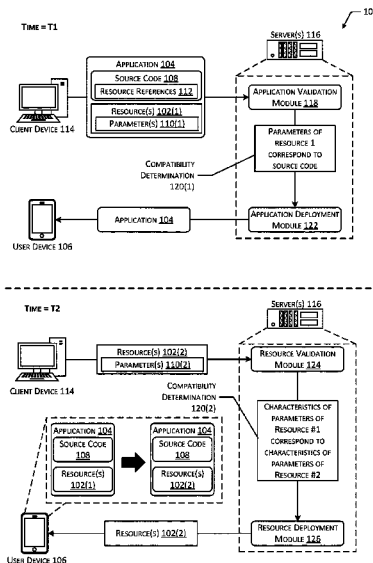 10
TIME = T1
SERVER(S) 116
APPLICATION 104
SOURCE CODE 108
RESOURCE REFERENCES 112
RESOURCE(S) 102(1)
PARAMETER(S) 110(1)
CLIENT DEVICE 114
APPLICATION VALIDATION
MODULE 118
PARAMETERS OF
RESOURCE 1
CORRESPOND TO
SOURCE CODE
COMPATIBILITY
DETERMINATION
120(1)
APPLICATION 104
APPLICATION DEPLOYMENT
MODULE 122
USER DEVICE 106
TIME = T2
SERVER(S) 116
RESOURCE(S) 102(2)
PARAMETER(S) 110(2)
CLIENT DEVICE 114
RESOURCE VALIDATION
MODULE 124
COMPATIBILITY
DETERMINATION
120(2)
CHARACTERISTICS OF
PARAMETERS OF
RESOURCE #1
CORRESPOND TO
CHARACTERISTICS OF
PARAMETERS OF
RESOURCE #2
APPLICATION 104
SOURCE CODE
108
RESOURCE(S)
102(1)
APPLICATION 104
SOURCE CODE
108
RESOURCE(S)
102(2)
RESOURCE(S) 102(2)
RESOURCE DEPLOYMENT
MODULE 126
USER DEVICE 106